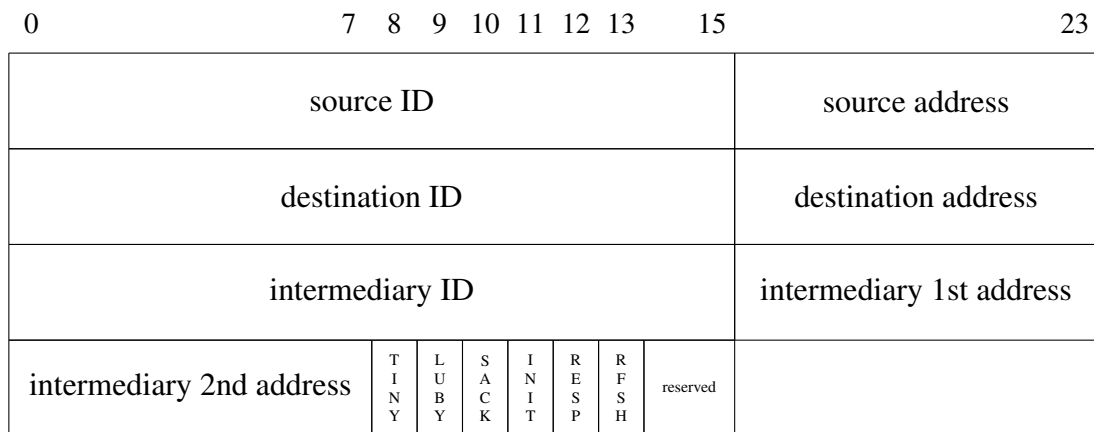 0 7 8 9 10 11 12 13 15 23
source ID source address
destination ID destination address
intermediary ID intermediary 1st address
intermediary 2nd address TINY LUBY SACK INIT RESP RFSH reserved